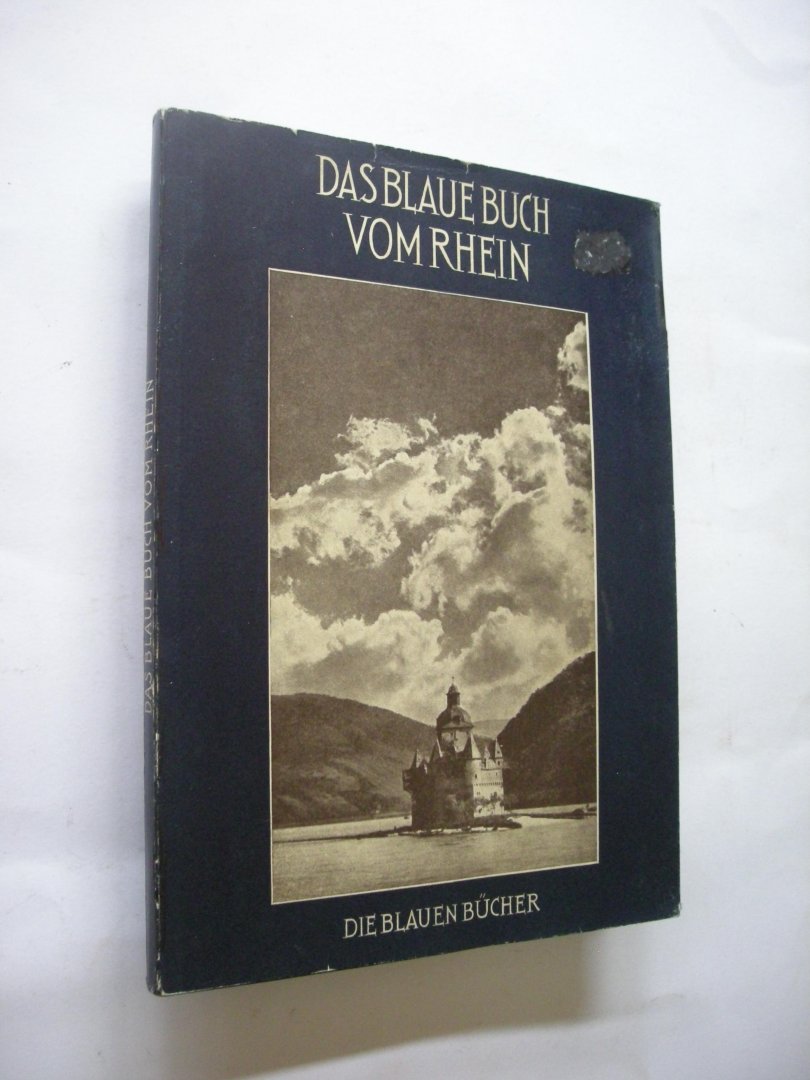 DAS BLAUE BUCH
VOM RHEIN
DIE BLAUEN BÜCHER
DAS BLAUE BUCH VOM RHEIN